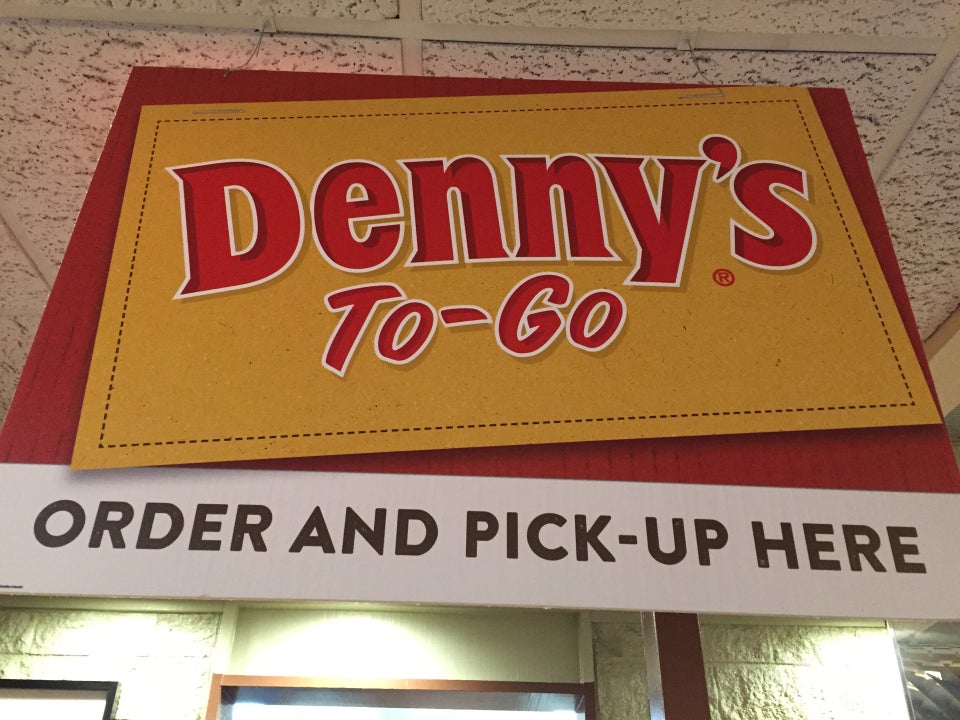 Denny's®
To-Go
ORDER AND PICK-UP HERE